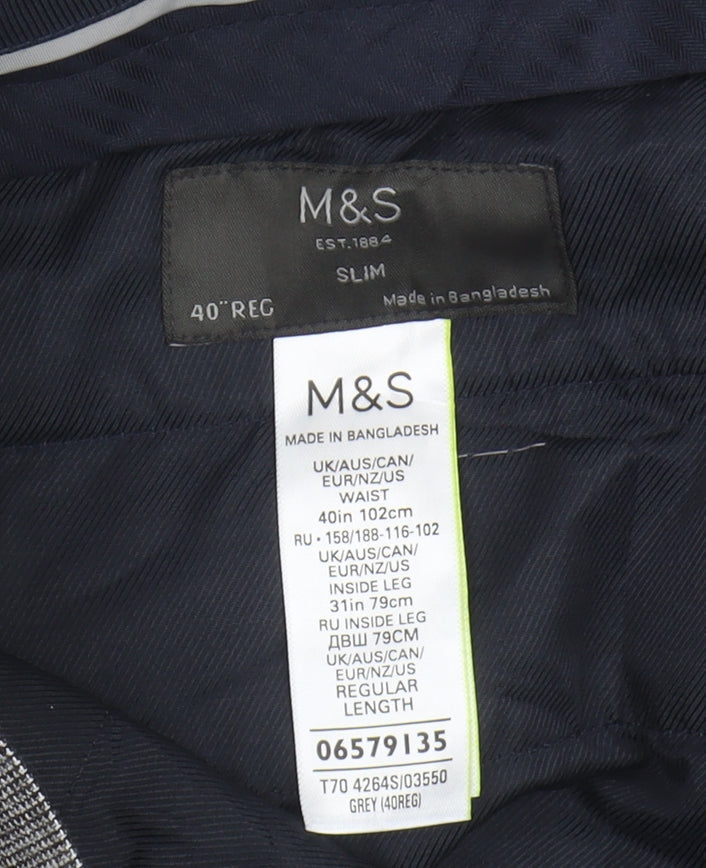 M&S
EST.1884
SLIM
40" REG
Made in Bangladesh
M&S
MADE IN BANGLADESH
UK/AUS/CAN/
EUR/NZ/US
WAIST
40in 102cm
RU • 158/188-116-102
UK/AUS/CAN/
EUR/NZ/US
INSIDE LEG
31in 79cm
RU INSIDE LEG
ДВШ 79СМ
UK/AUS/CAN/
EUR/NZ/US
REGULAR
LENGTH
06579135
T70 4264S/03550
GREY (40REG)